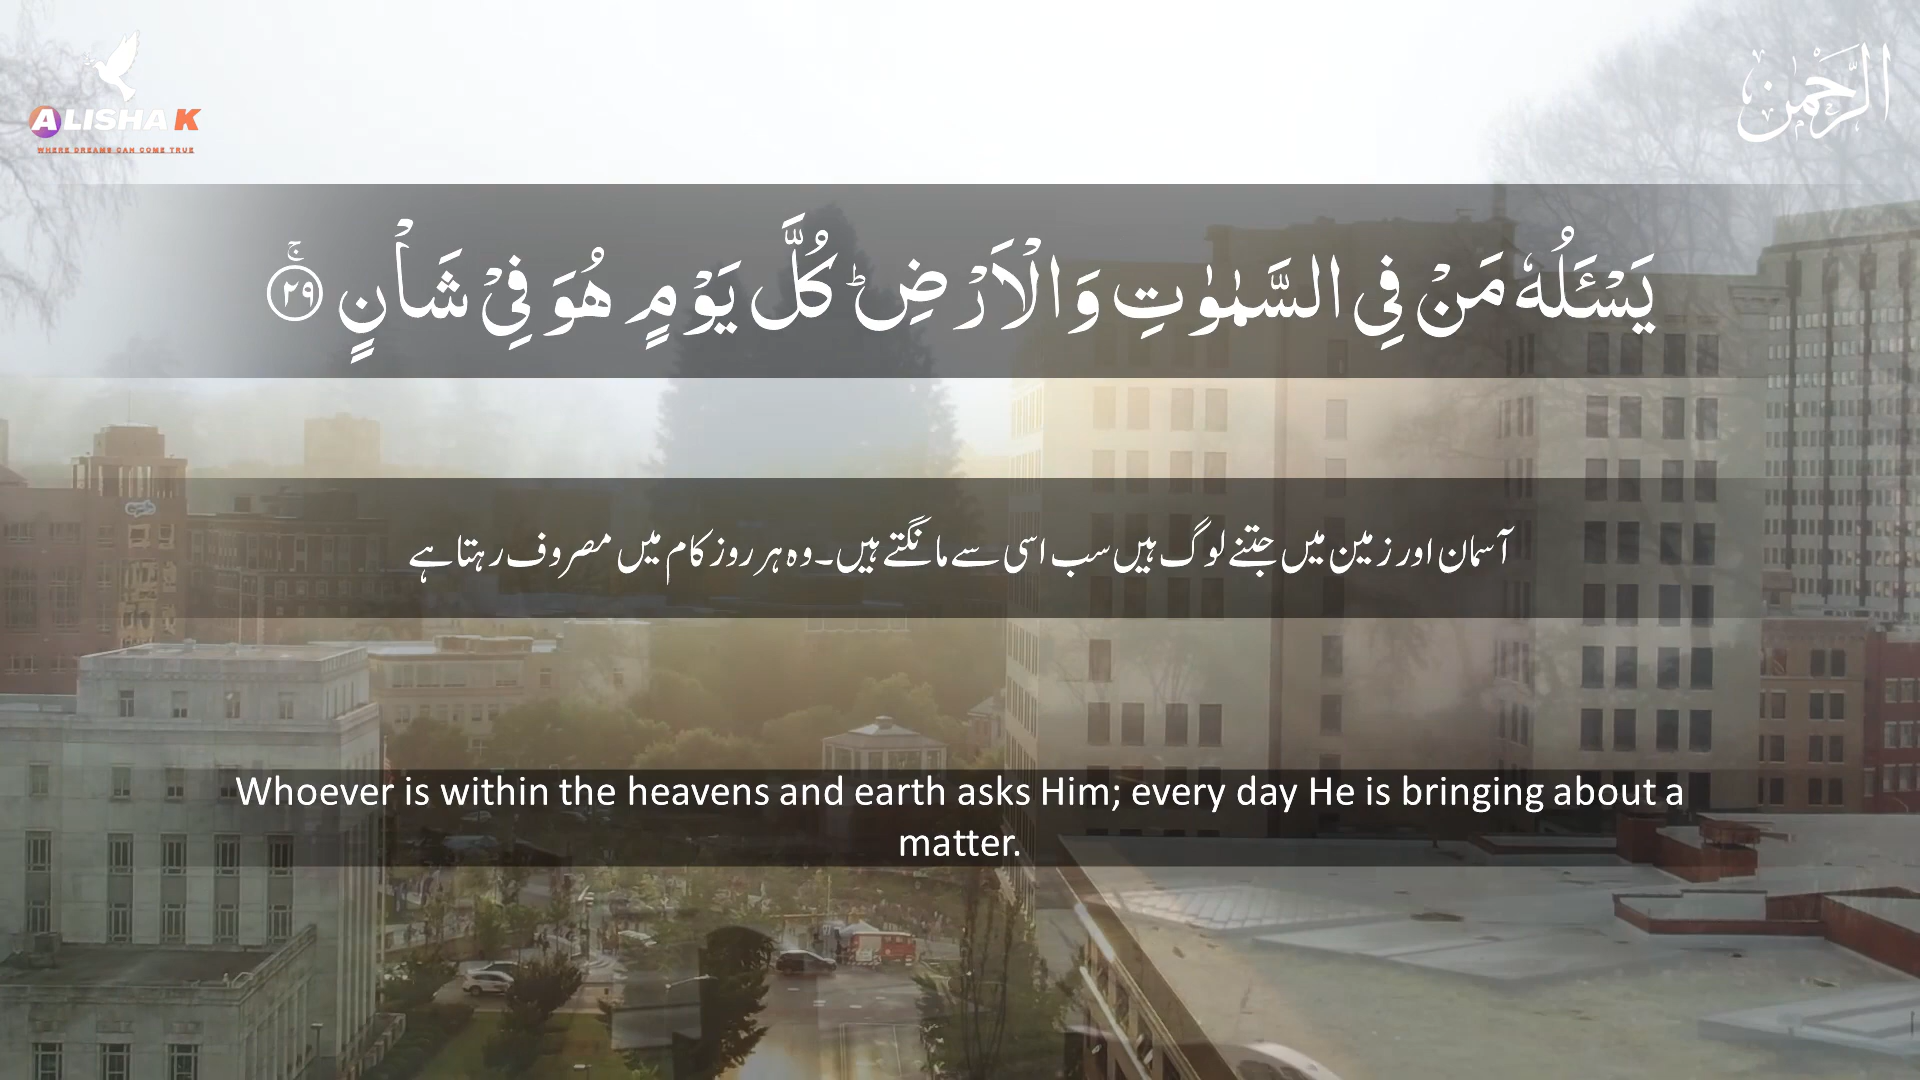 ALISHA K
WHERE DREAMS CAN COME TRUE
الرَّحْمٰن
يَسْـَٔلُهٗ مَنْ فِى السَّمٰوٰتِ وَالْاَرْضِ ؕ كُلَّ يَوْمٍ هُوَ فِىْ شَاْنٍ ۚ ﴿۲۹﴾
آسمان اور زمین میں جتنے لوگ ہیں سب اسی سے مانگتے ہیں۔ وہ ہر روز کام میں مصروف رہتا ہے
Whoever is within the heavens and earth asks Him; every day He is bringing about a
matter.